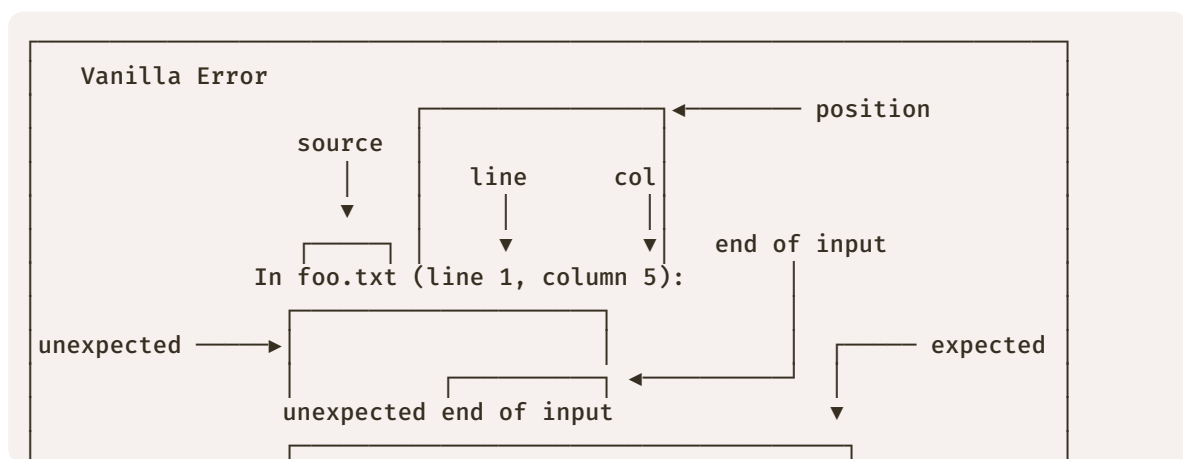 Vanilla Error
position
source
line col
end of input
In foo.txt (line 1, column 5):
unexpected expected
unexpected end of input